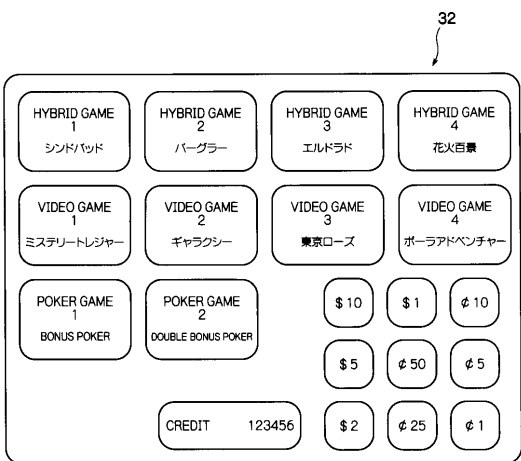 32
HYBRID GAME
1
シンドバッド
HYBRID GAME
2
バーグラー
HYBRID GAME
3
エルドラド
HYBRID GAME
4
花火百景
VIDEO GAME
1
ミステリートレジャー
VIDEO GAME
2
ギャラクシー
VIDEO GAME
3
東京ローズ
VIDEO GAME
4
ポーラアドベンチャー
POKER GAME
1
BONUS POKER
POKER GAME
2
DOUBLE BONUS POKER
$10
$1
¢10
$5
¢50
¢5
CREDIT 123456
$2
¢25
¢1